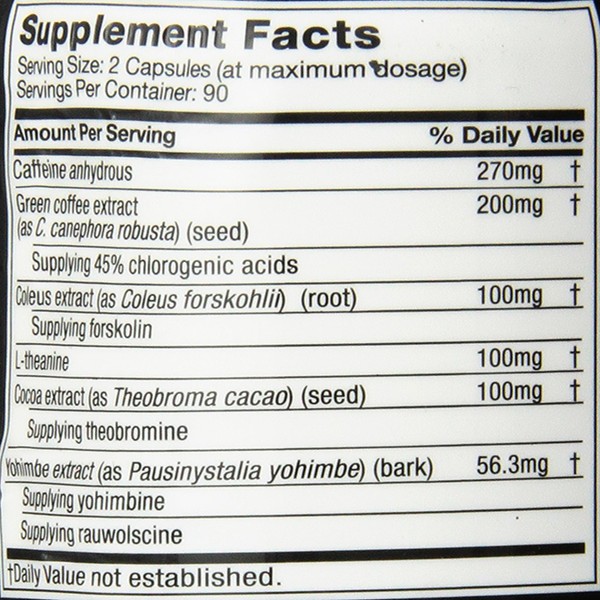 Supplement Facts
Serving Size: 2 Capsules (at maximum dosage)
Servings Per Container: 90
Amount Per Serving % Daily Value
Caffeine anhydrous 270mg †
Green coffee extract 200mg †
(as C. canephora robusta) (seed)
Supplying 45% chlorogenic acids
Coleus extract (as Coleus forskohlii) (root) 100mg †
Supplying forskolin
L-theanine 100mg †
Cocoa extract (as Theobroma cacao) (seed) 100mg †
Supplying theobromine
Yohimbe extract (as Pausinystalia yohimbe) (bark) 56.3mg †
Supplying yohimbine
Supplying rauwolscine
†Daily Value not established.